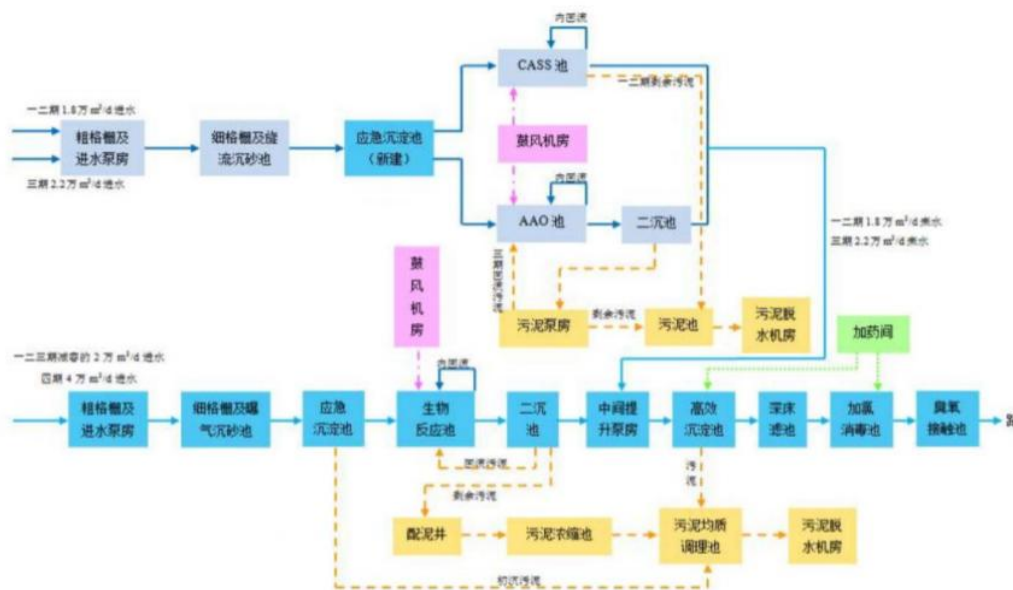 内回流
CASS 池
一二期剩余污泥
一二期 1.8 万 m³/d 进水
粗格栅及
进水泵房
细格栅及旋
流沉砂池
应急沉淀池
（新建）
鼓风机房
三期 2.2 万 m³/d 进水
内回流
AAO 池
二沉池
一二期 1.8 万 m³/d 来水
三期 2.2 万 m³/d 来水
鼓
风
机
房
三期回流污泥
污泥泵房
剩余污泥
污泥池
污泥脱
水机房
加药间
一二三期减容的 2 万 m³/d 进水
四期 4 万 m³/d 进水
内回流
粗格栅及
进水泵房
细格栅及曝
气沉砂池
应急
沉淀池
生物
反应池
二沉
池
中间提
升泵房
高效
沉淀池
深床
滤池
加氯
消毒池
臭氧
接触池
回流污泥
剩余污泥
污泥
配泥井
污泥浓缩池
污泥均质
调理池
污泥脱
水机房
初沉污泥